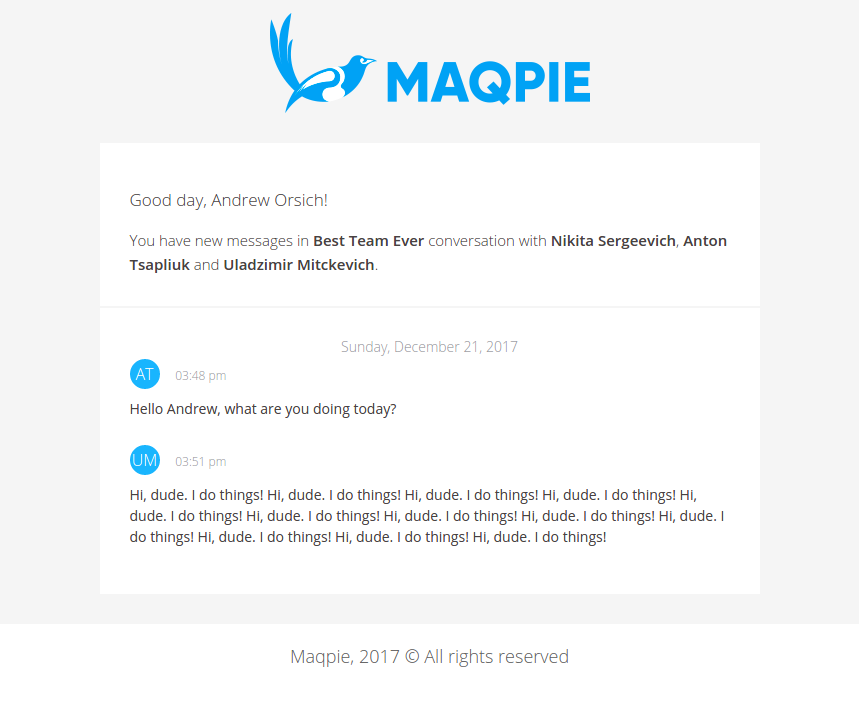 MAQPIE
Good day, Andrew Orsich!
You have new messages in Best Team Ever conversation with Nikita Sergeevich, Anton
Tsapliuk and Uladzimir Mitckevich.
Sunday, December 21, 2017
AT 03:48 pm
Hello Andrew, what are you doing today?
UM 03:51 pm
Hi, dude. I do things! Hi, dude. I do things! Hi, dude. I do things! Hi, dude. I do things! Hi,
dude. I do things! Hi, dude. I do things! Hi, dude. I do things! Hi, dude. I do things! Hi, dude. I
do things! Hi, dude. I do things! Hi, dude. I do things! Hi, dude. I do things!
Maqpie, 2017 © All rights reserved